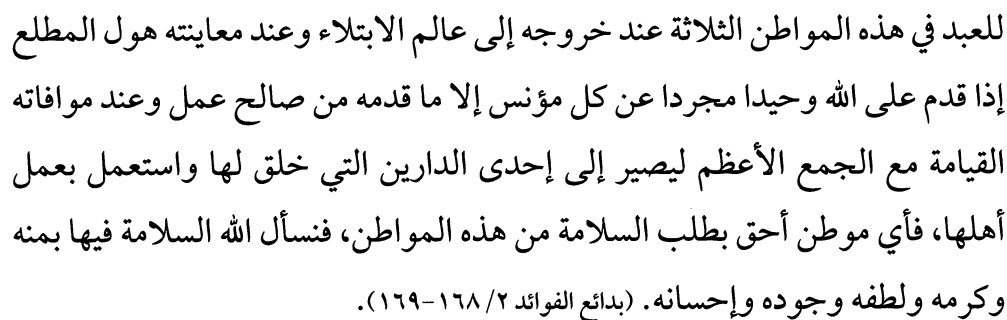 للعبد في هذه المواطن الثلاثة عند خروجه إلى عالم الابتلاء وعند معاينته هول المطلع
إذا قدم على الله وحيدا مجردا عن كل مؤنس إلا ما قدمه من صالح عمل وعند موافاته
القيامة مع الجمع الأعظم ليصير إلى إحدى الدارين التي خلق لها واستعمل بعمل
أهلها، فأي موطن أحق بطلب السلامة من هذه المواطن، فنسأل الله السلامة فيها بمنه
وكرمه ولطفه وجوده وإحسانه. (بدائع الفوائد ٢/ ١٦٨-١٦٩).